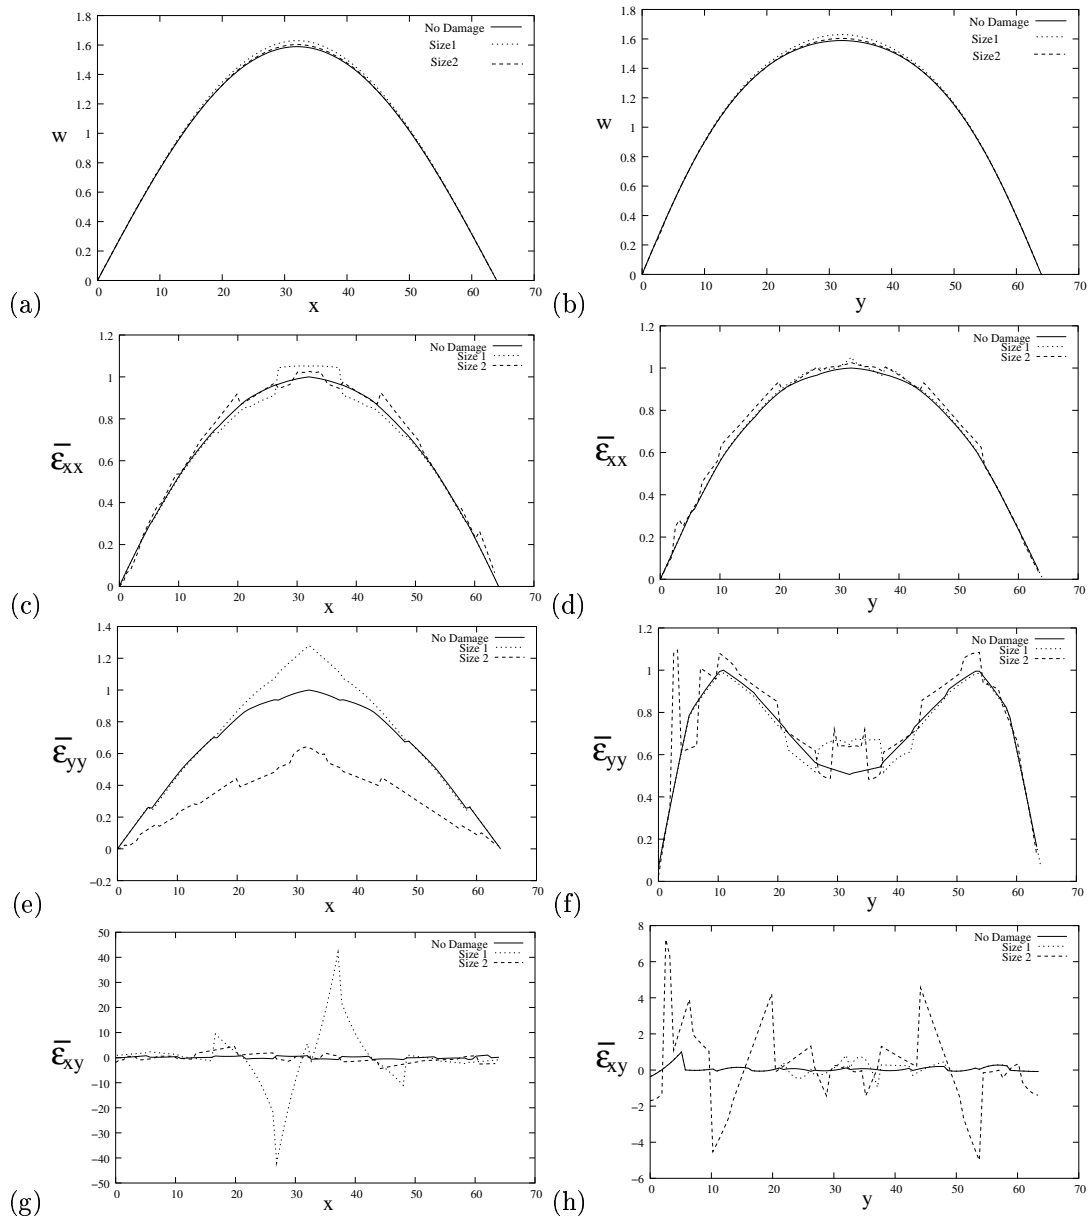 1.8
1.6
1.4
1.2
1
0.8
0.6
0.4
0.2
0
w
No Damage
Size1
Size2
0 10 20 30 40 50 60 70
x
(a)
1.8
1.6
1.4
1.2
1
0.8
0.6
0.4
0.2
0
w
No Damage
Size1
Size2
0 10 20 30 40 50 60 70
y
(b)
1.2
1
0.8
0.6
0.4
0.2
0
ε̅xx
No Damage
Size 1
Size 2
0 10 20 30 40 50 60 70
x
(c)
1.2
1
0.8
0.6
0.4
0.2
0
ε̅xx
No Damage
Size 1
Size 2
0 10 20 30 40 50 60 70
y
(d)
1.4
1.2
1
0.8
0.6
0.4
0.2
0
−0.2
ε̅yy
No Damage
Size 1
Size 2
0 10 20 30 40 50 60 70
x
(e)
1.2
1
0.8
0.6
0.4
0.2
0
ε̅yy
No Damage
Size 1
Size 2
0 10 20 30 40 50 60 70
y
(f)
50
40
30
20
10
0
−10
−20
−30
−40
−50
ε̅xy
No Damage
Size 1
Size 2
0 10 20 30 40 50 60 70
x
(g)
8
6
4
2
0
−2
−4
−6
ε̅xy
No Damage
Size 1
Size 2
0 10 20 30 40 50 60 70
y
(h)